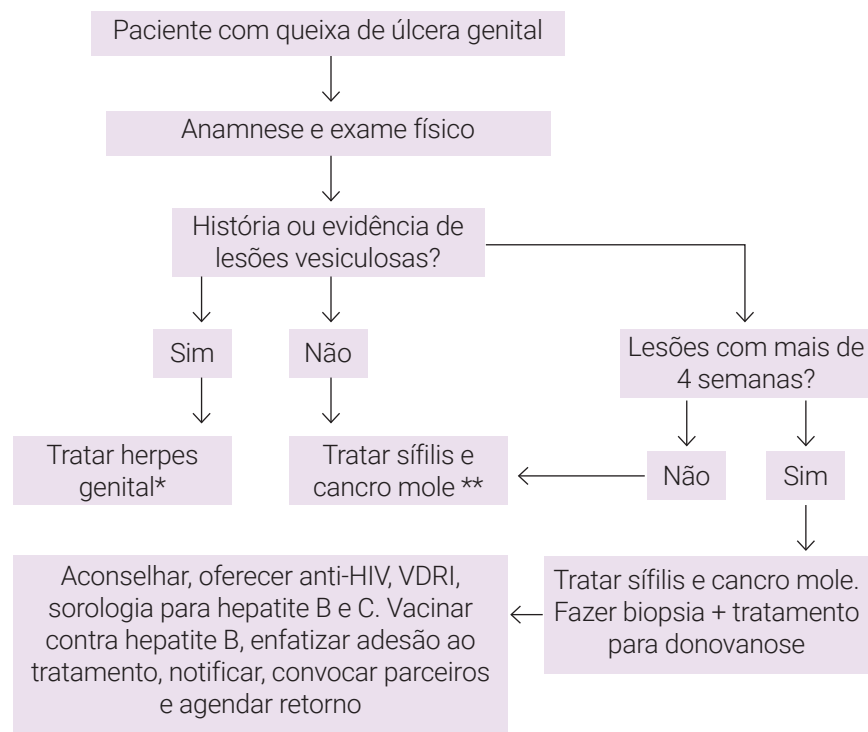 Paciente com queixa de úlcera genital
Anamnese e exame físico
História ou evidência de
lesões vesiculosas?
Sim
Não
Lesões com mais de
4 semanas?
Tratar herpes
genital*
Tratar sífilis e
cancro mole **
Não
Sim
Aconselhar, oferecer anti-HIV, VDRI,
sorologia para hepatite B e C. Vacinar
contra hepatite B, enfatizar adesão ao
tratamento, notificar, convocar parceiros
e agendar retorno
Tratar sífilis e cancro mole.
Fazer biopsia + tratamento
para donovanose